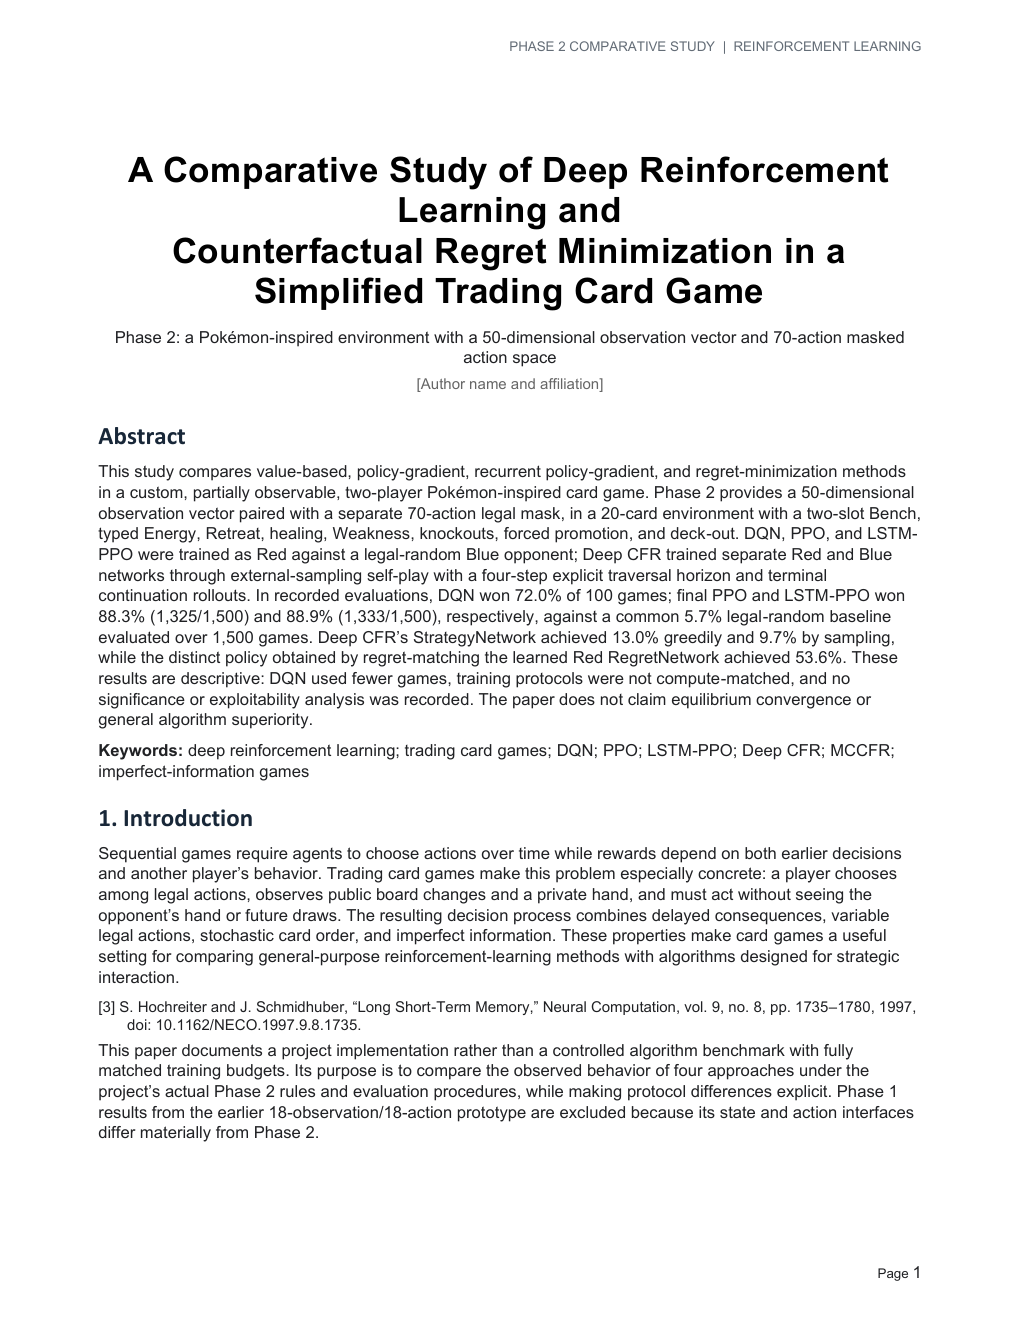 PHASE 2 COMPARATIVE STUDY | REINFORCEMENT LEARNING
A Comparative Study of Deep Reinforcement
Learning and
Counterfactual Regret Minimization in a
Simplified Trading Card Game
Phase 2: a Pokémon-inspired environment with a 50-dimensional observation vector and 70-action masked
action space
[Author name and affiliation]
Abstract
This study compares value-based, policy-gradient, recurrent policy-gradient, and regret-minimization methods
in a custom, partially observable, two-player Pokémon-inspired card game. Phase 2 provides a 50-dimensional
observation vector paired with a separate 70-action legal mask, in a 20-card environment with a two-slot Bench,
typed Energy, Retreat, healing, Weakness, knockouts, forced promotion, and deck-out. DQN, PPO, and LSTM-
PPO were trained as Red against a legal-random Blue opponent; Deep CFR trained separate Red and Blue
networks through external-sampling self-play with a four-step explicit traversal horizon and terminal
continuation rollouts. In recorded evaluations, DQN won 72.0% of 100 games; final PPO and LSTM-PPO won
88.3% (1,325/1,500) and 88.9% (1,333/1,500), respectively, against a common 5.7% legal-random baseline
evaluated over 1,500 games. Deep CFR’s StrategyNetwork achieved 13.0% greedily and 9.7% by sampling,
while the distinct policy obtained by regret-matching the learned Red RegretNetwork achieved 53.6%. These
results are descriptive: DQN used fewer games, training protocols were not compute-matched, and no
significance or exploitability analysis was recorded. The paper does not claim equilibrium convergence or
general algorithm superiority.
Keywords: deep reinforcement learning; trading card games; DQN; PPO; LSTM-PPO; Deep CFR; MCCFR;
imperfect-information games
1. Introduction
Sequential games require agents to choose actions over time while rewards depend on both earlier decisions
and another player’s behavior. Trading card games make this problem especially concrete: a player chooses
among legal actions, observes public board changes and a private hand, and must act without seeing the
opponent’s hand or future draws. The resulting decision process combines delayed consequences, variable
legal actions, stochastic card order, and imperfect information. These properties make card games a useful
setting for comparing general-purpose reinforcement-learning methods with algorithms designed for strategic
interaction.
[3] S. Hochreiter and J. Schmidhuber, “Long Short-Term Memory,” Neural Computation, vol. 9, no. 8, pp. 1735–1780, 1997,
doi: 10.1162/NECO.1997.9.8.1735.
This paper documents a project implementation rather than a controlled algorithm benchmark with fully
matched training budgets. Its purpose is to compare the observed behavior of four approaches under the
project’s actual Phase 2 rules and evaluation procedures, while making protocol differences explicit. Phase 1
results from the earlier 18-observation/18-action prototype are excluded because its state and action interfaces
differ materially from Phase 2.
Page 1